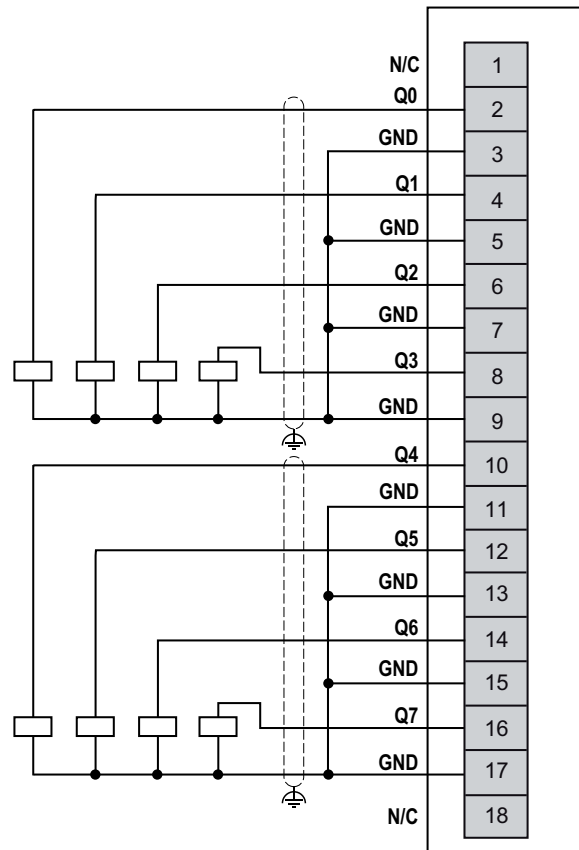 N/C 1
Q0 2
GND 3
Q1 4
GND 5
Q2 6
GND 7
Q3 8
GND 9
Q4 10
GND 11
Q5 12
GND 13
Q6 14
GND 15
Q7 16
GND 17
N/C 18